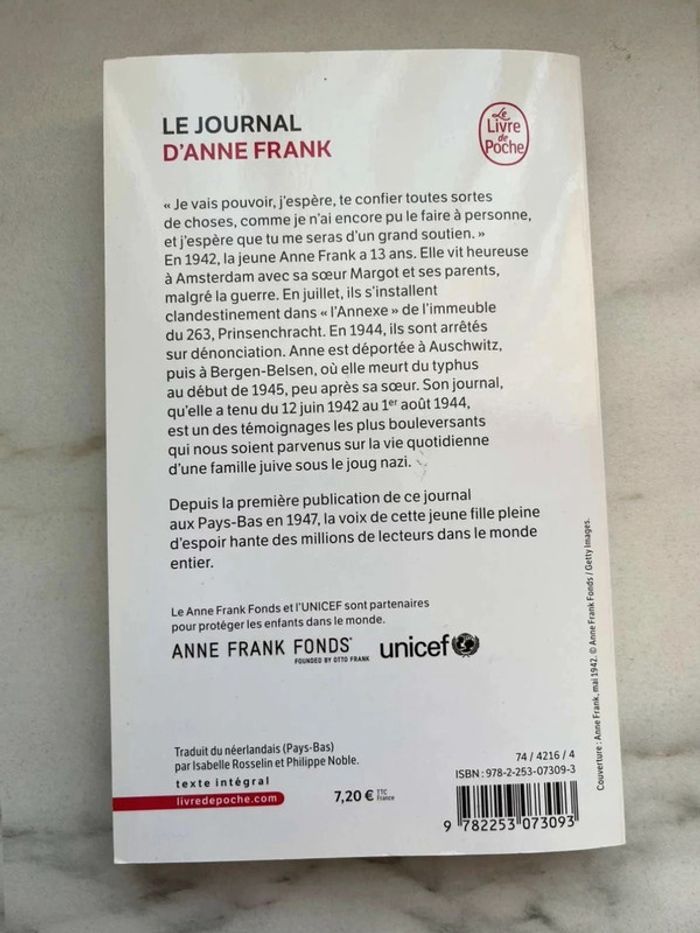 LE JOURNAL
D'ANNE FRANK
Le
Livre
de
Poche
« Je vais pouvoir, j'espère, te confier toutes sortes
de choses, comme je n'ai encore pu le faire à personne,
et j'espère que tu me seras d'un grand soutien. »
En 1942, la jeune Anne Frank a 13 ans. Elle vit heureuse
à Amsterdam avec sa sœur Margot et ses parents,
malgré la guerre. En juillet, ils s'installent
clandestinement dans « l'Annexe » de l'immeuble
du 263, Prinsenchracht. En 1944, ils sont arrêtés
sur dénonciation. Anne est déportée à Auschwitz,
puis à Bergen-Belsen, où elle meurt du typhus
au début de 1945, peu après sa sœur. Son journal,
qu'elle a tenu du 12 juin 1942 au 1er août 1944,
est un des témoignages les plus bouleversants
qui nous soient parvenus sur la vie quotidienne
d'une famille juive sous le joug nazi.
Depuis la première publication de ce journal
aux Pays-Bas en 1947, la voix de cette jeune fille pleine
d'espoir hante des millions de lecteurs dans le monde
entier.
Le Anne Frank Fonds et l'UNICEF sont partenaires
pour protéger les enfants dans le monde.
ANNE FRANK FONDS
FOUNDED BY OTTO FRANK
unicef
Traduit du néerlandais (Pays-Bas)
par Isabelle Rosselin et Philippe Noble.
texte intégral
livredepoche.com
7,20 € TTC
France
74 / 4216 / 4
ISBN : 978-2-253-07309-3
9 782253 073093
Couverture : Anne Frank, mai 1942. © Anne Frank Fonds / Getty Images.